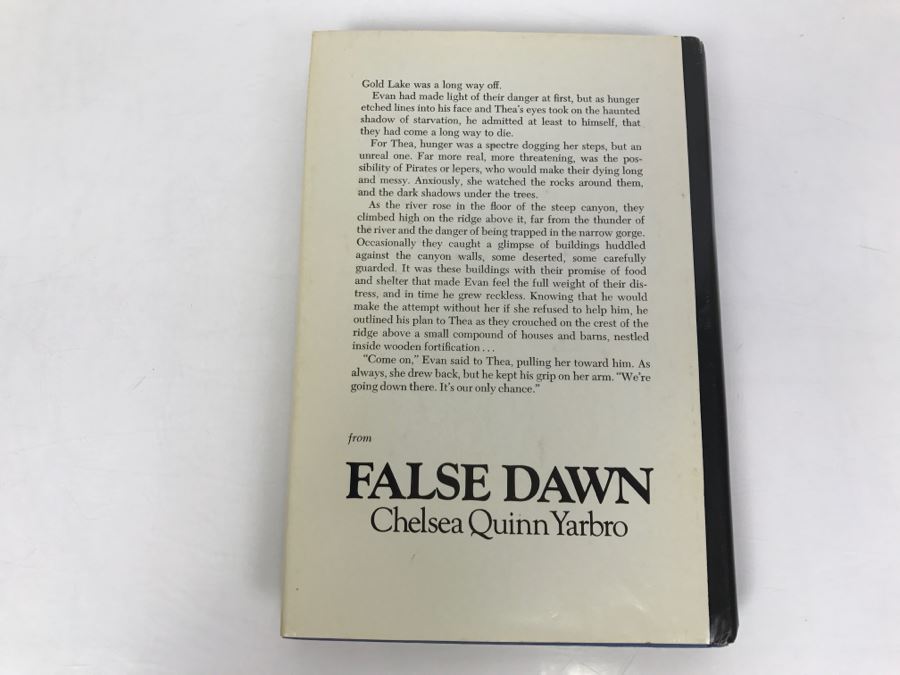 Gold Lake was a long way off.
Evan had made light of their danger at first, but as hunger
etched lines into his face and Thea's eyes took on the haunted
shadow of starvation, he admitted at least to himself, that
they had come a long way to die.
For Thea, hunger was a spectre dogging her steps, but an
unreal one. Far more real, more threatening, was the pos-
sibility of Pirates or lepers, who would make their dying long
and messy. Anxiously, she watched the rocks around them,
and the dark shadows under the trees.
As the river rose in the floor of the steep canyon, they
climbed high on the ridge above it, far from the thunder of
the river and the danger of being trapped in the narrow gorge.
Occasionally they caught a glimpse of buildings huddled
against the canyon walls, some deserted, some carefully
guarded. It was these buildings with their promise of food
and shelter that made Evan feel the full weight of their dis-
tress, and in time he grew reckless. Knowing that he would
make the attempt without her if she refused to help him, he
outlined his plan to Thea as they crouched on the crest of the
ridge above a small compound of houses and barns, nestled
inside wooden fortification...
"Come on," Evan said to Thea, pulling her toward him. As
always, she drew back, but he kept his grip on her arm. "We're
going down there. It's our only chance."
from
FALSE DAWN
Chelsea Quinn Yarbro